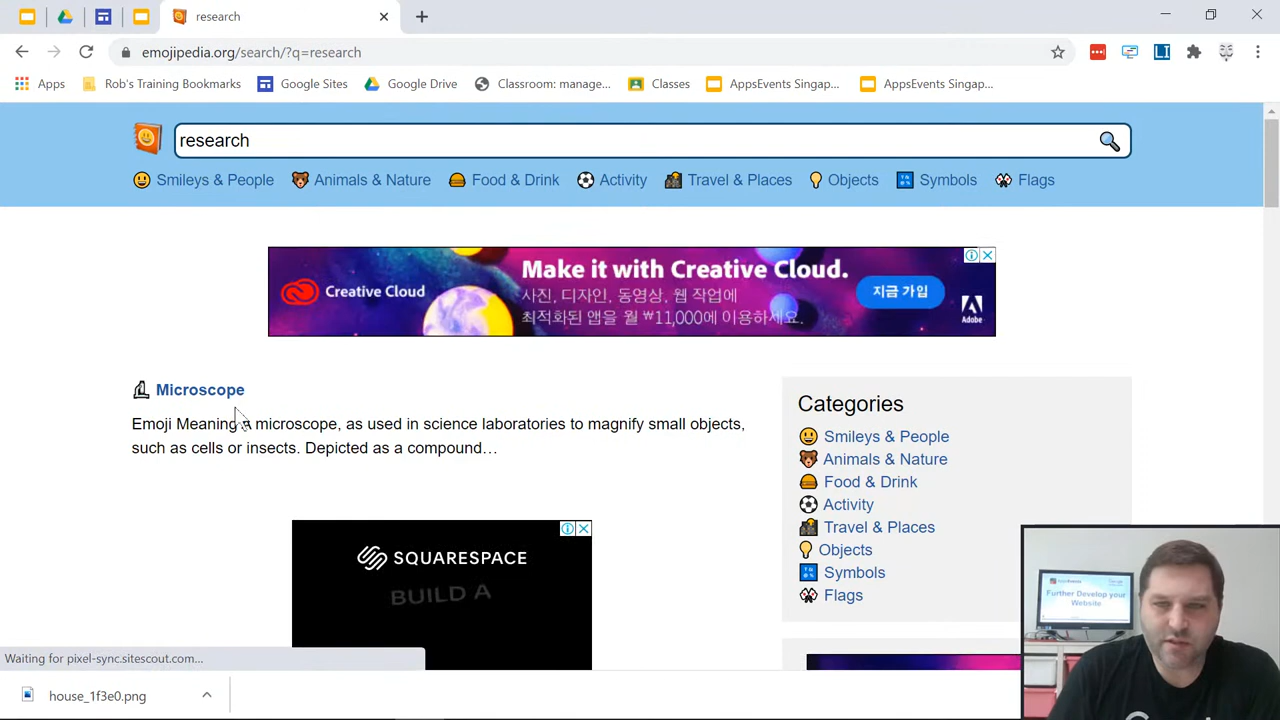 research
emojipedia.org/search/?q=research
Apps
Rob's Training Bookmarks
Google Sites
Google Drive
Classroom: manage...
Classes
AppsEvents Singap...
AppsEvents Singap...
research
Smileys & People
Animals & Nature
Food & Drink
Activity
Travel & Places
Objects
Symbols
Flags
Creative Cloud
Make it with Creative Cloud.
사진, 디자인, 동영상, 웹 작업에
최적화된 앱을 월 ₩11,000에 이용하세요.
지금 가입
Adobe
Microscope
Emoji Meaning A microscope, as used in science laboratories to magnify small objects,
such as cells or insects. Depicted as a compound…
SQUARESPACE
BUILD A
Categories
Smileys & People
Animals & Nature
Food & Drink
Activity
Travel & Places
Objects
Symbols
Flags
Further Develop your
Website
Waiting for pixel-sync.sitescout.com...
house_1f3e0.png